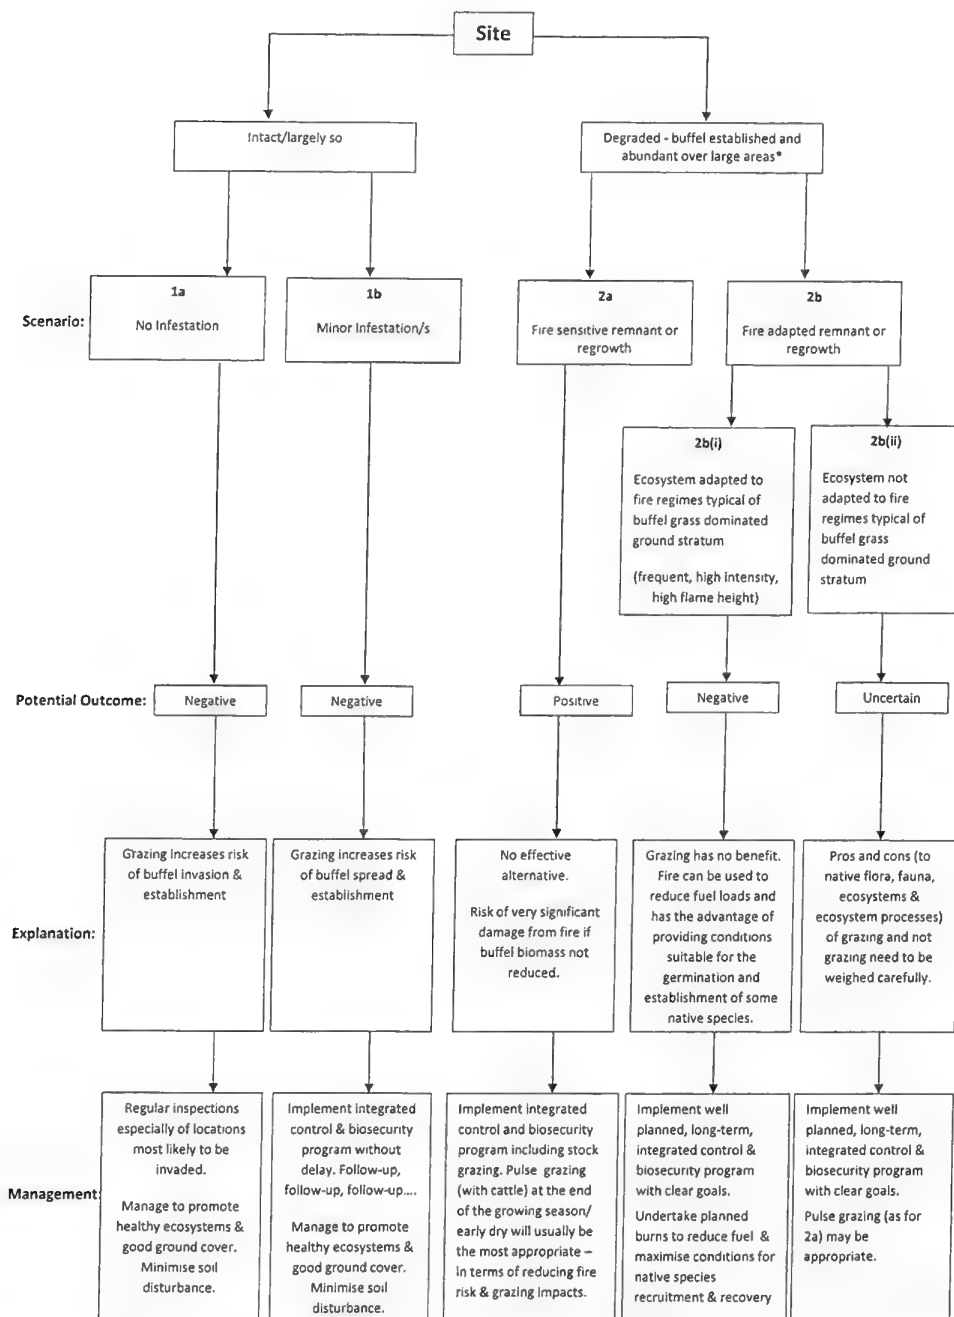 Site
Intact/largely so
Degraded - buffel established and
abundant over large areas*
Scenario:
1a
No Infestation
1b
Minor Infestation/s
2a
Fire sensitive remnant or
regrowth
2b
Fire adapted remnant or
regrowth
2b(i)
Ecosystem adapted to
fire regimes typical of
buffel grass dominated
ground stratum
(frequent, high intensity,
high flame height)
2b(ii)
Ecosystem not
adapted to fire
regimes typical of
buffel grass
dominated ground
stratum
Potential Outcome:
Negative
Negative
Positive
Negative
Uncertain
Explanation:
Grazing increases risk
of buffel invasion &
establishment
Grazing increases risk
of buffel spread &
establishment
No effective
alternative.
Risk of very significant
damage from fire if
buffel biomass not
reduced.
Grazing has no benefit.
Fire can be used to
reduce fuel loads and
has the advantage of
providing conditions
suitable for the
germination and
establishment of some
native species.
Pros and cons (to
native flora, fauna,
ecosystems &
ecosystem processes)
of grazing and not
grazing need to be
weighed carefully.
Management:
Regular inspections
especially of locations
most likely to be
invaded.
Manage to promote
healthy ecosystems &
good ground cover.
Minimise soil
disturbance.
Implement integrated
control & biosecurity
program without
delay. Follow-up,
follow-up, follow-up....
Manage to promote
healthy ecosystems &
good ground cover.
Minimise soil
disturbance.
Implement integrated
control and biosecurity
program including stock
grazing. Pulse grazing
(with cattle) at the end
of the growing season/
early dry will usually be
the most appropriate –
in terms of reducing fire
risk & grazing impacts.
Implement well
planned, long-term,
integrated control &
biosecurity program
with clear goals.
Undertake planned
burns to reduce fuel &
maximise conditions for
native species
recruitment & recovery
Implement well
planned, long-term,
integrated control &
biosecurity program
with clear goals.
Pulse grazing (as for
2a) may be
appropriate.